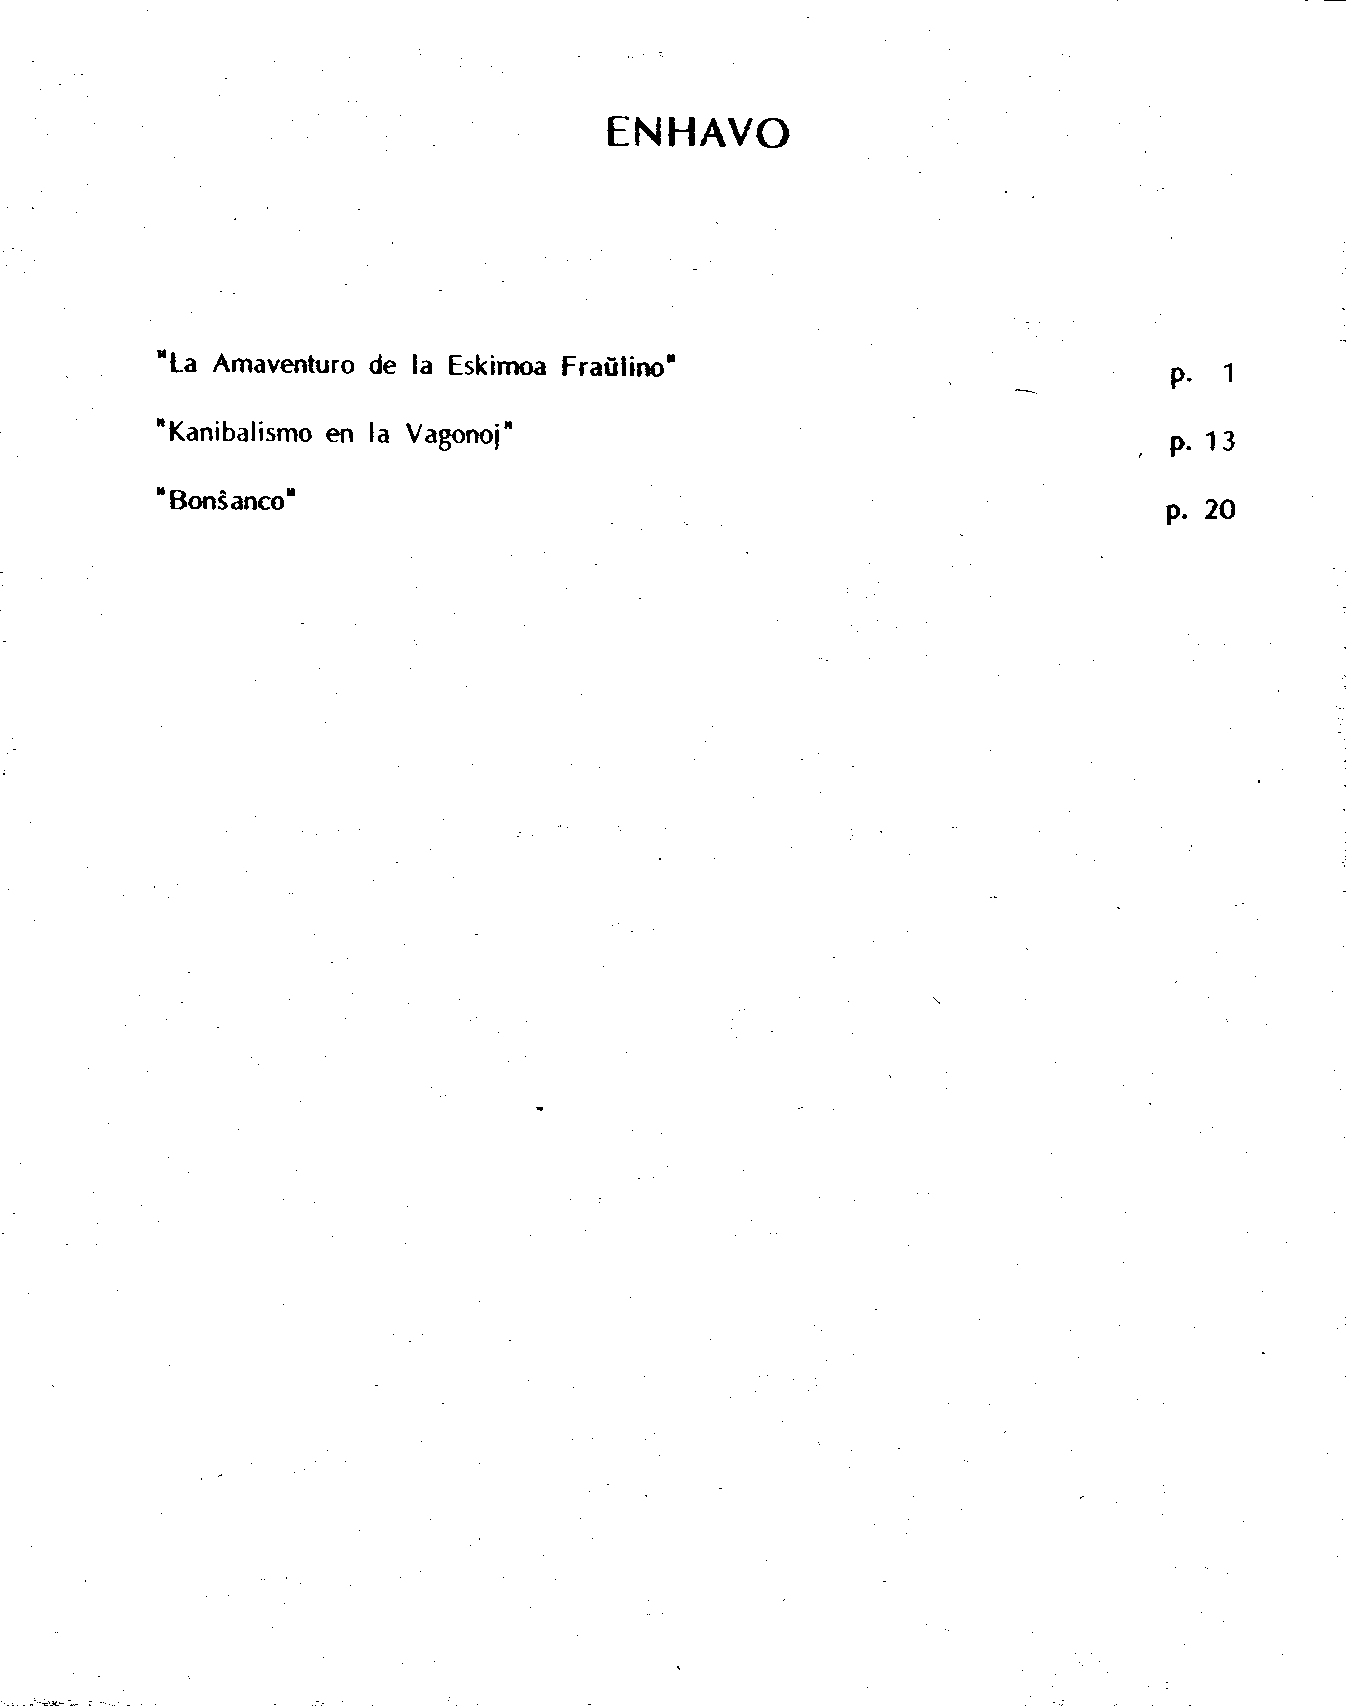 ENHAVO
"La Amaventuro de la Eskimoa Fraŭlino" p. 1
"Kanibalismo en la Vagonoj" p. 13
"Bonŝanco" p. 20